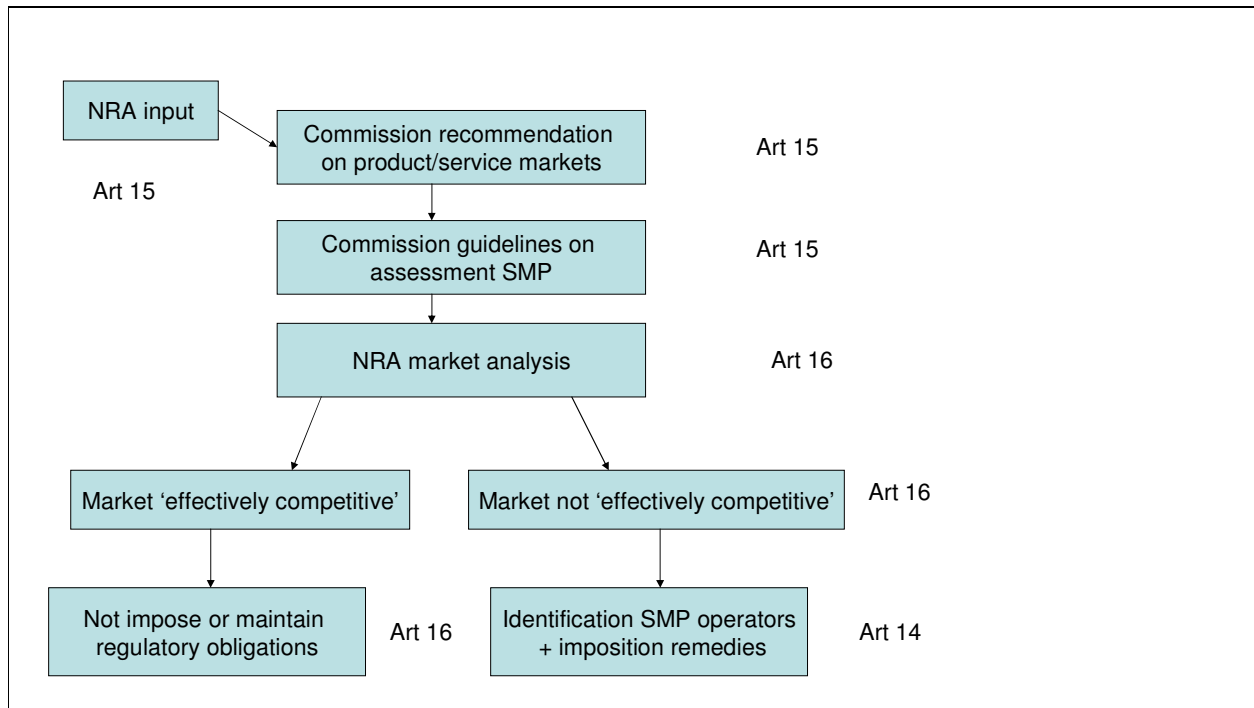 NRA input
Commission recommendation
on product/service markets
Art 15
Art 15
Commission guidelines on
assessment SMP
Art 15
NRA market analysis
Art 16
Market ‘effectively competitive’
Market not ‘effectively competitive’
Art 16
Not impose or maintain
regulatory obligations
Art 16
Identification SMP operators
+ imposition remedies
Art 14